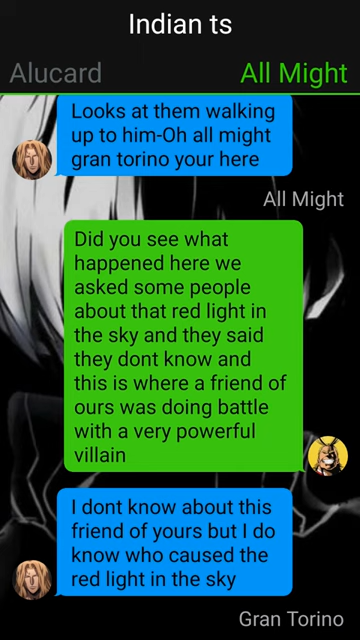 Indian ts
Alucard
All Might
Looks at them walking
up to him-Oh all might
gran torino your here
All Might
Did you see what
happened here we
asked some people
about that red light in
the sky and they said
they dont know and
this is where a friend of
ours was doing battle
with a very powerful
villain
I dont know about this
friend of yours but I do
know who caused the
red light in the sky
Gran Torino